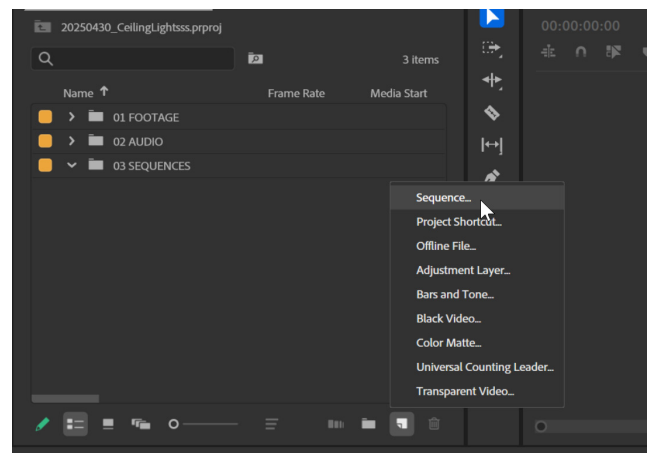 20250430_CeilingLightsss.prproj
00:00:00:00
3 items
Name Frame Rate Media Start
01 FOOTAGE
02 AUDIO
03 SEQUENCES
Sequence...
Project Shortcut...
Offline File...
Adjustment Layer...
Bars and Tone...
Black Video...
Color Matte...
Universal Counting Leader...
Transparent Video...